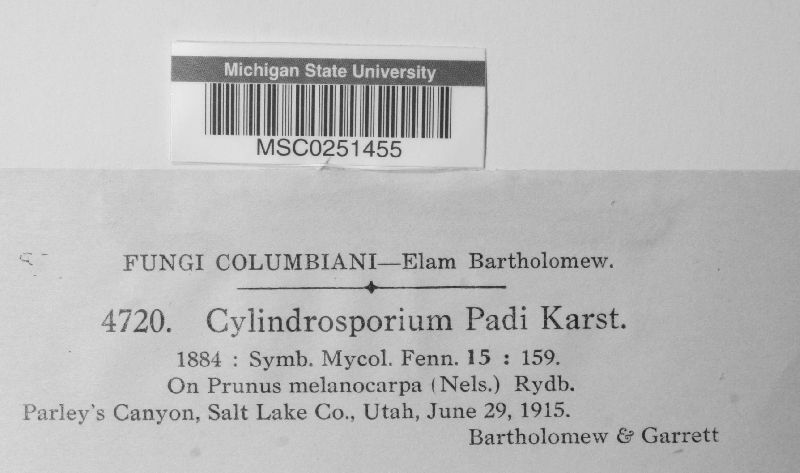 Michigan State University
MSC0251455
FUNGI COLUMBIANI—Elam Bartholomew.
4720. Cylindrosporium Padi Karst.
1884 : Symb. Mycol. Fenn. 15 : 159.
On Prunus melanocarpa (Nels.) Rydb.
Parley's Canyon, Salt Lake Co., Utah, June 29, 1915.
Bartholomew & Garrett